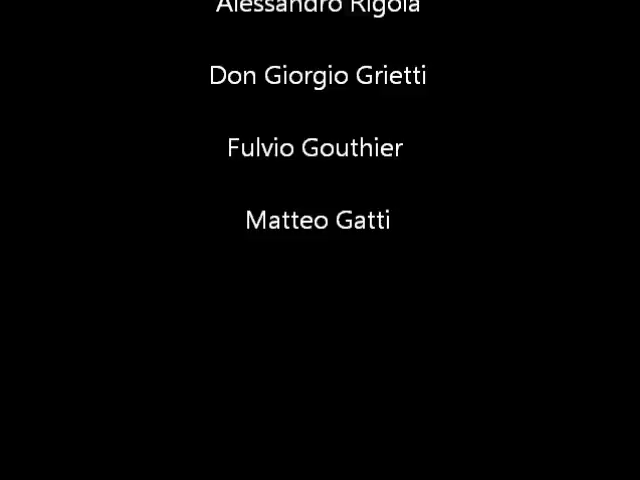 Alessandro Rigola
Don Giorgio Grietti
Fulvio Gouthier
Matteo Gatti